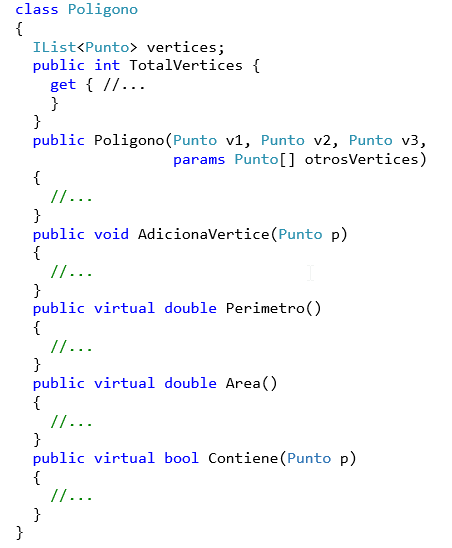 class Poligono
{
  IList<Punto> vertices;
  public int TotalVertices {
    get { //...
    }
  }
  public Poligono(Punto v1, Punto v2, Punto v3,
                  params Punto[] otrosVertices)
  {
    //...
  }
  public void AdicionaVertice(Punto p)
  {
    //...
  }
  public virtual double Perimetro()
  {
    //...
  }
  public virtual double Area()
  {
    //...
  }
  public virtual bool Contiene(Punto p)
  {
    //...
  }
}